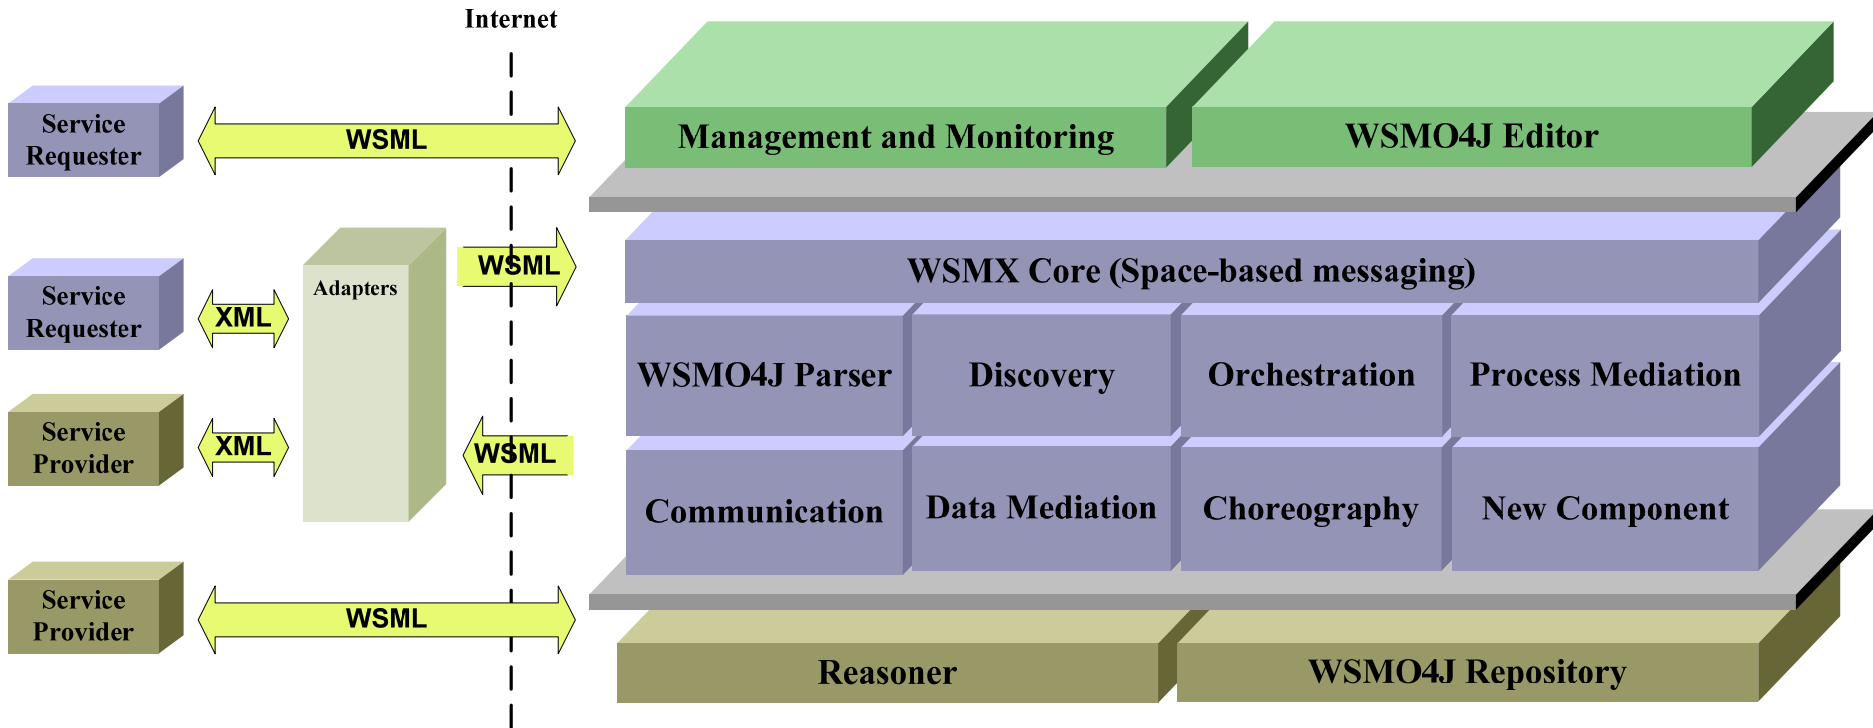 Internet
Service
Requester
WSML
Management and Monitoring
WSMO4J Editor
Service
Requester
XML
Adapters
WSML
WSMX Core (Space-based messaging)
WSMO4J Parser
Discovery
Orchestration
Process Mediation
Service
Provider
XML
WSML
Communication
Data Mediation
Choreography
New Component
Service
Provider
WSML
Reasoner
WSMO4J Repository